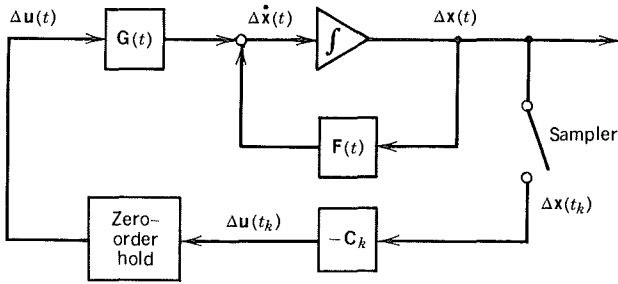 Δu(t)
G(t)
Δẋ(t)
∫
Δx(t)
F(t)
Sampler
Δx(t_k)
Zero-
order
hold
Δu(t_k)
-C_k